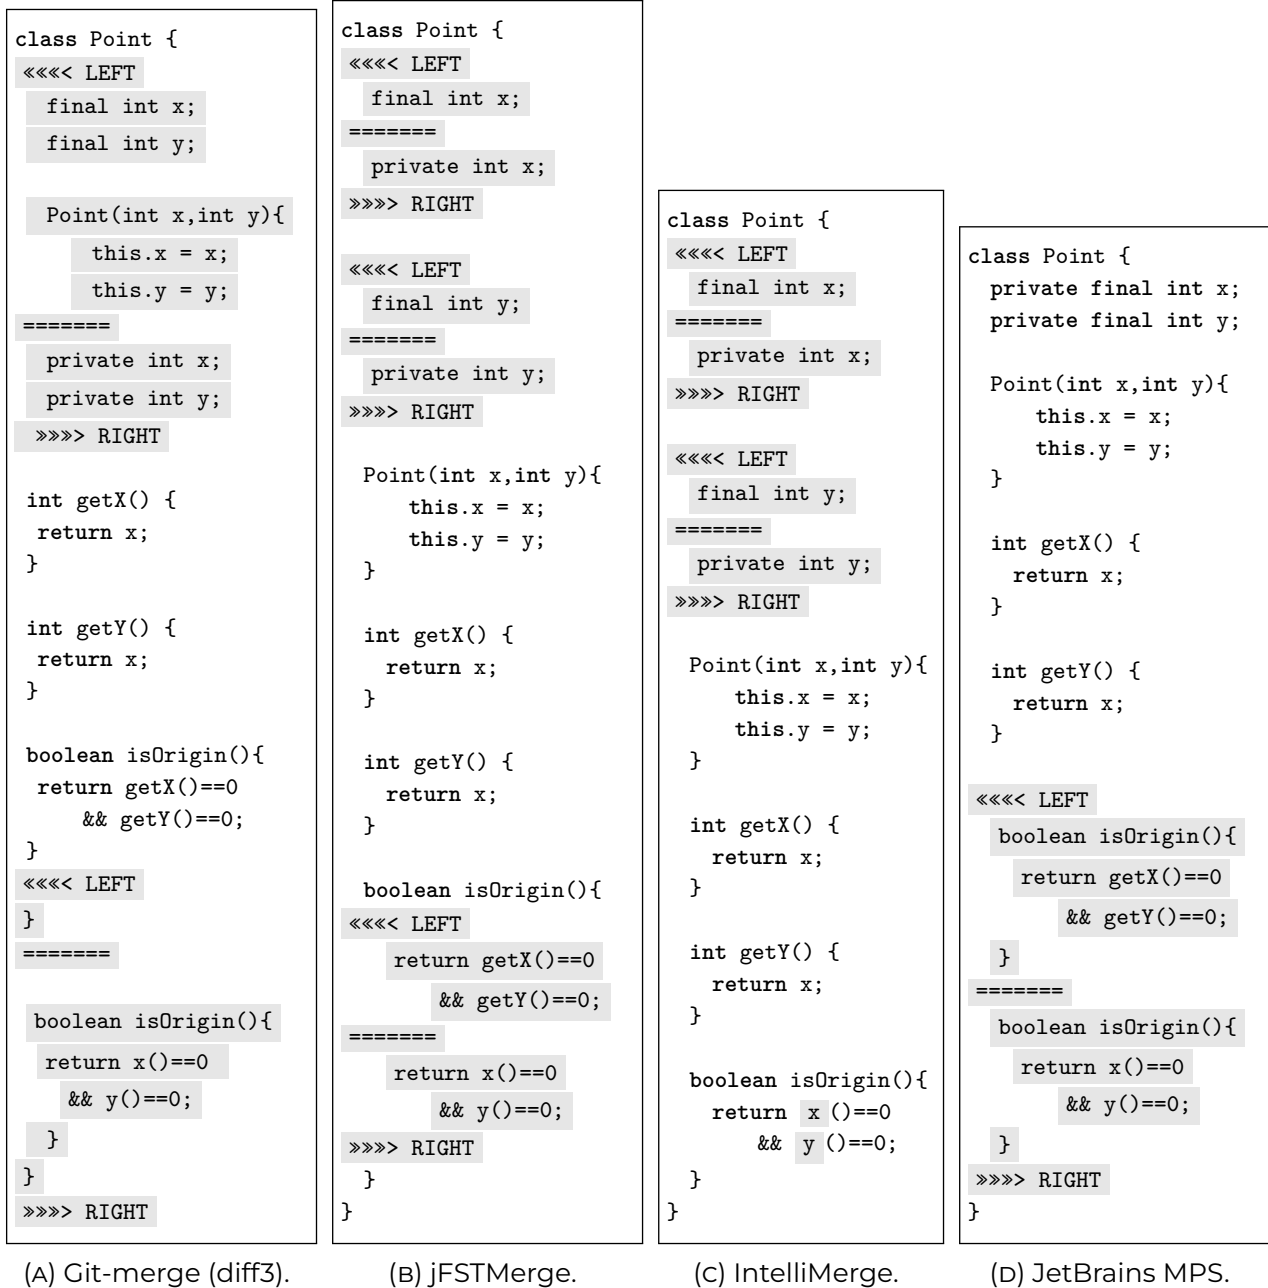 class Point {
<<<< LEFT
final int x;
final int y;
Point(int x,int y){
this.x = x;
this.y = y;
=======
private int x;
private int y;
>>>> RIGHT
int getX() {
return x;
}
int getY() {
return x;
}
boolean isOrigin(){
return getX()==0
&& getY()==0;
}
<<<< LEFT
}
=======
boolean isOrigin(){
return x()==0
&& y()==0;
}
}
>>>> RIGHT
(A) Git-merge (diff3).
class Point {
<<<< LEFT
final int x;
=======
private int x;
>>>> RIGHT
<<<< LEFT
final int y;
=======
private int y;
>>>> RIGHT
Point(int x,int y){
this.x = x;
this.y = y;
}
int getX() {
return x;
}
int getY() {
return x;
}
boolean isOrigin(){
<<<< LEFT
return getX()==0
&& getY()==0;
=======
return x()==0
&& y()==0;
>>>> RIGHT
}
}
(B) jFSTMerge.
class Point {
<<<< LEFT
final int x;
=======
private int x;
>>>> RIGHT
<<<< LEFT
final int y;
=======
private int y;
>>>> RIGHT
Point(int x,int y){
this.x = x;
this.y = y;
}
int getX() {
return x;
}
int getY() {
return x;
}
boolean isOrigin(){
return x ()==0
&& y ()==0;
}
}
(C) IntelliMerge.
class Point {
private final int x;
private final int y;
Point(int x,int y){
this.x = x;
this.y = y;
}
int getX() {
return x;
}
int getY() {
return x;
}
<<<< LEFT
boolean isOrigin(){
return getX()==0
&& getY()==0;
}
=======
boolean isOrigin(){
return x()==0
&& y()==0;
}
>>>> RIGHT
}
(D) JetBrains MPS.